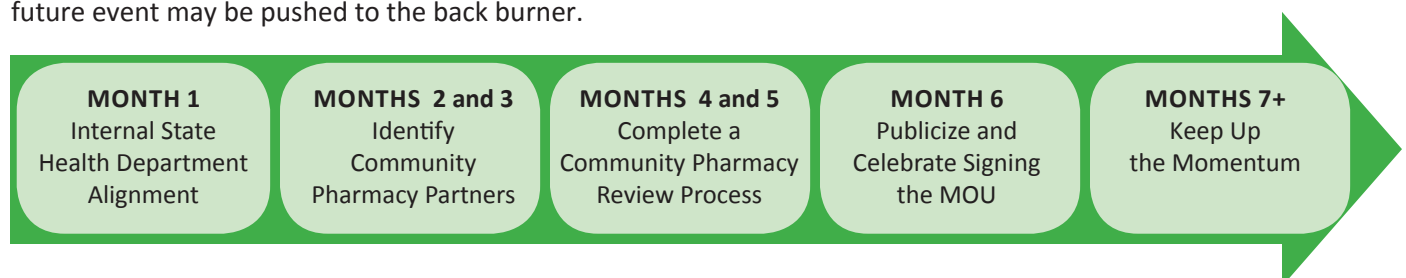 future event may be pushed to the back burner.
MONTH 1
Internal State
Health Department
Alignment
MONTHS 2 and 3
Identify
Community
Pharmacy Partners
MONTHS 4 and 5
Complete a
Community Pharmacy
Review Process
MONTH 6
Publicize and
Celebrate Signing
the MOU
MONTHS 7+
Keep Up
the Momentum